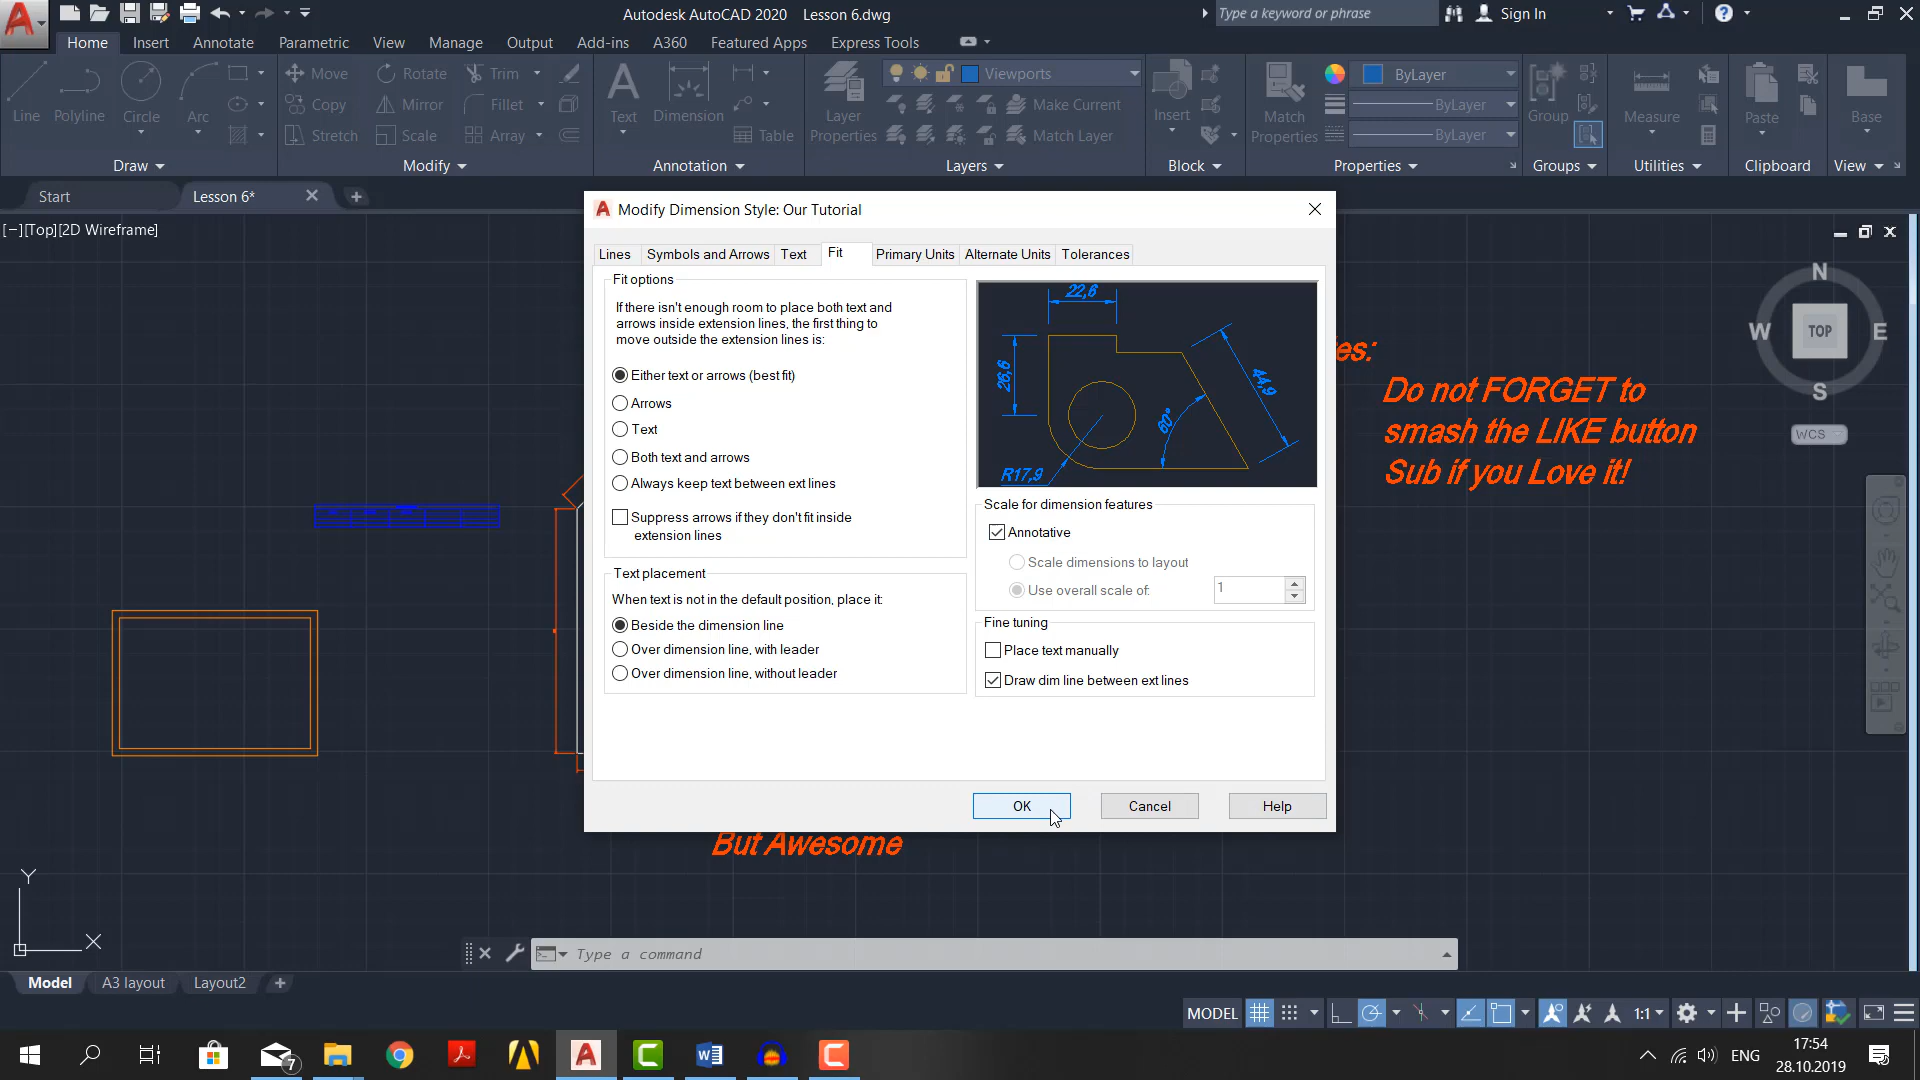 Autodesk AutoCAD 2020 Lesson 6.dwg
Type a keyword or phrase
Sign In
Home Insert Annotate Parametric View Manage Output Add-ins A360 Featured Apps Express Tools
Line Polyline Circle Arc
Move Rotate Trim
Copy Mirror Fillet
Stretch Scale Array
Text Dimension Table
Layer Properties
Viewports
Make Current
Match Layer
Insert
Match Properties
ByLayer
ByLayer
ByLayer
Group Measure Paste Base
Draw Modify Annotation Layers Block Properties Groups Utilities Clipboard View
Start Lesson 6*
[−][Top][2D Wireframe]
Modify Dimension Style: Our Tutorial
Lines Symbols and Arrows Text Fit Primary Units Alternate Units Tolerances
Fit options
If there isn't enough room to place both text and
arrows inside extension lines, the first thing to
move outside the extension lines is:
Either text or arrows (best fit)
Arrows
Text
Both text and arrows
Always keep text between ext lines
Suppress arrows if they don't fit inside
extension lines
Text placement
When text is not in the default position, place it:
Beside the dimension line
Over dimension line, with leader
Over dimension line, without leader
22,6
26,6
44,9
60°
R17,9
Scale for dimension features
Annotative
Scale dimensions to layout
Use overall scale of:
1
Fine tuning
Place text manually
Draw dim line between ext lines
OK Cancel Help
es:
Do not FORGET to
smash the LIKE button
Sub if you Love it!
But Awesome
N
W TOP E
S
WCS
Y
X
Type a command
Model A3 layout Layout2
MODEL 1:1
7
ENG
17:54
28.10.2019